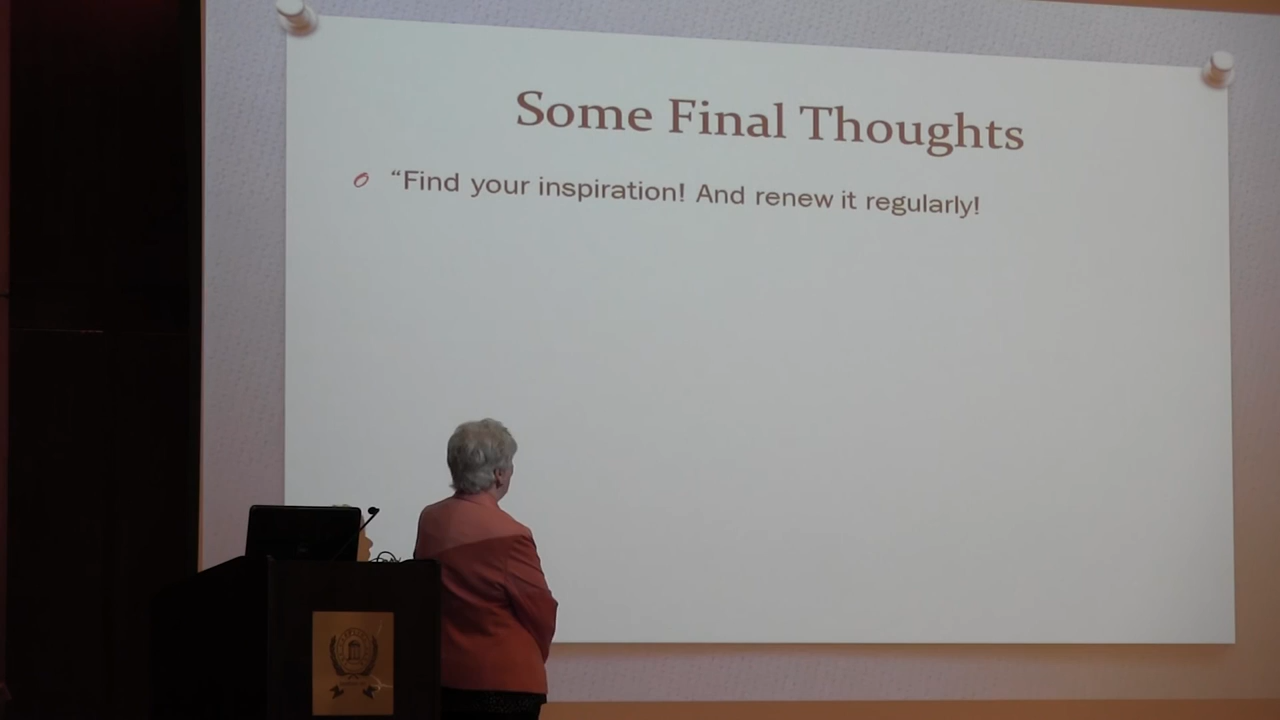 Some Final Thoughts
“Find your inspiration! And renew it regularly!